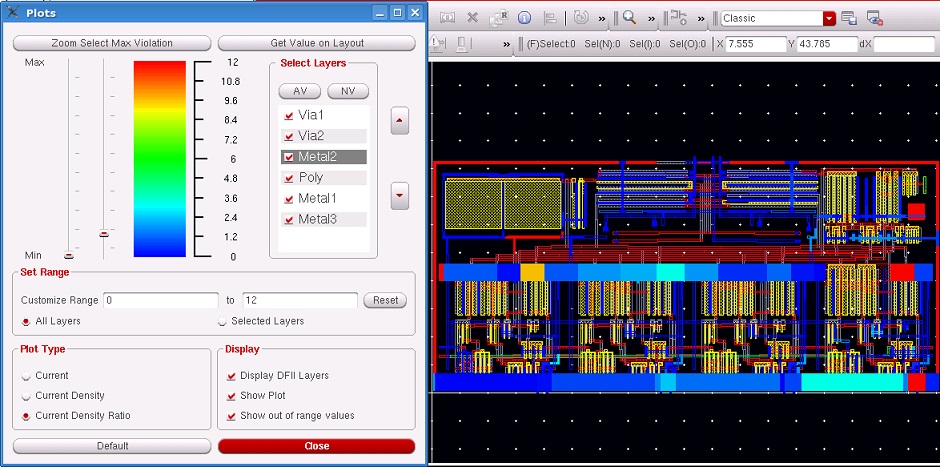 Plots
Zoom Select Max Violation
Get Value on Layout
Max
Min
12
10.8
9.6
8.4
7.2
6
4.8
3.6
2.4
1.2
0
Select Layers
AV
NV
Via1
Via2
Metal2
Poly
Metal1
Metal3
Set Range
Customize Range 0 to 12 Reset
All Layers
Selected Layers
Plot Type
Current
Current Density
Current Density Ratio
Display
Display DFII Layers
Show Plot
Show out of range values
Default
Close
Classic
(F)Select:0 Sel(N):0 Sel(I):0 Sel(O):0 X 7.555 Y 43.785 dX